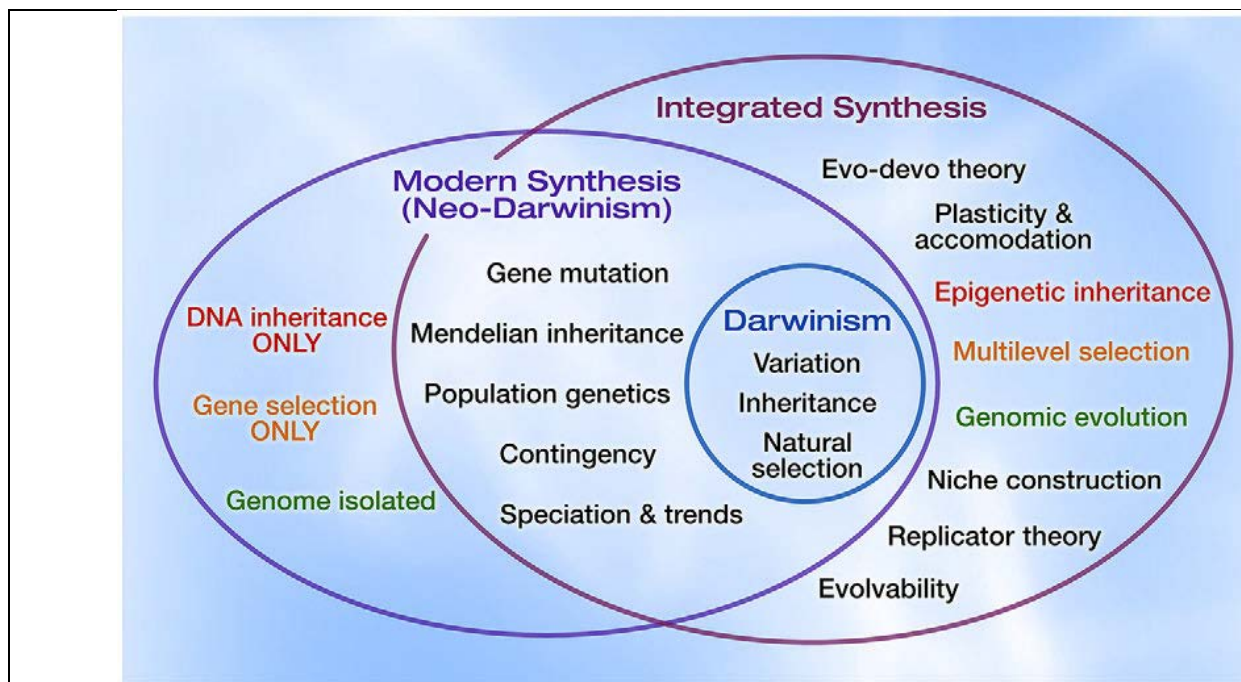 Integrated Synthesis
Modern Synthesis
(Neo-Darwinism)
DNA inheritance
ONLY
Gene selection
ONLY
Genome isolated
Gene mutation
Mendelian inheritance
Population genetics
Contingency
Speciation & trends
Darwinism
Variation
Inheritance
Natural
selection
Evo-devo theory
Plasticity &
accomodation
Epigenetic inheritance
Multilevel selection
Genomic evolution
Niche construction
Replicator theory
Evolvability